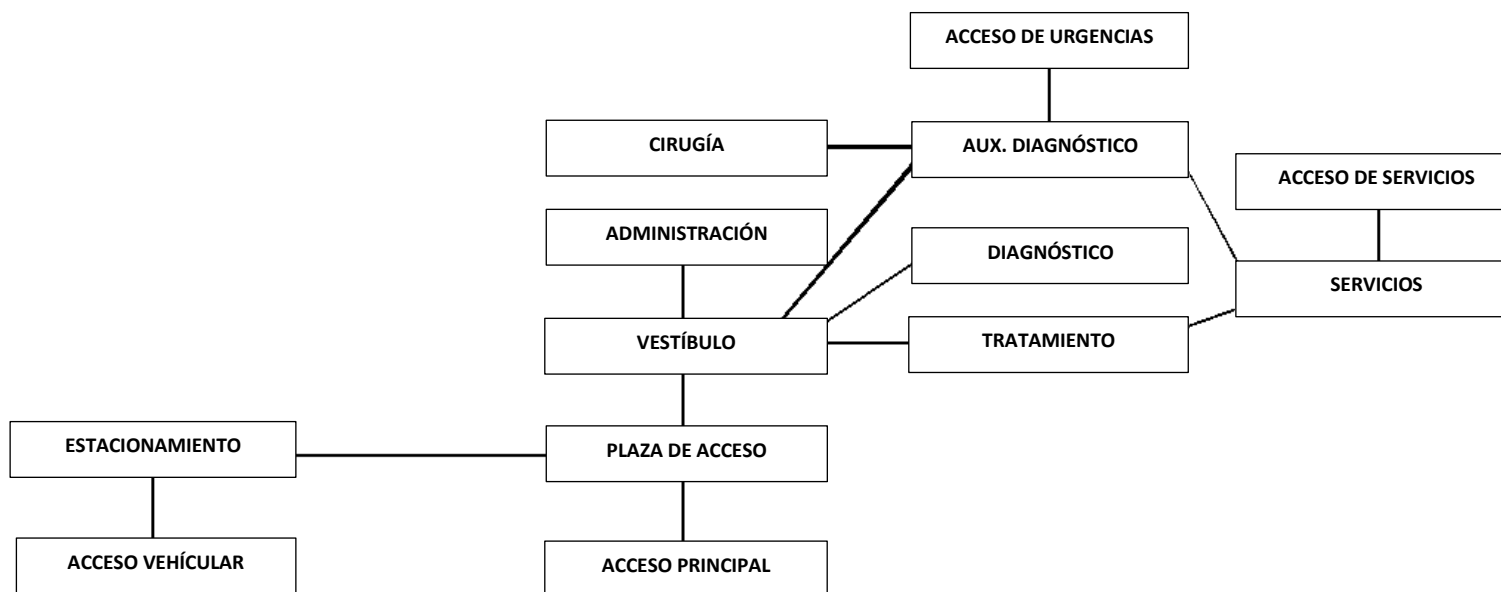 ACCESO DE URGENCIAS
CIRUGÍA
AUX. DIAGNÓSTICO
ACCESO DE SERVICIOS
ADMINISTRACIÓN
DIAGNÓSTICO
SERVICIOS
VESTÍBULO
TRATAMIENTO
ESTACIONAMIENTO
PLAZA DE ACCESO
ACCESO VEHÍCULAR
ACCESO PRINCIPAL